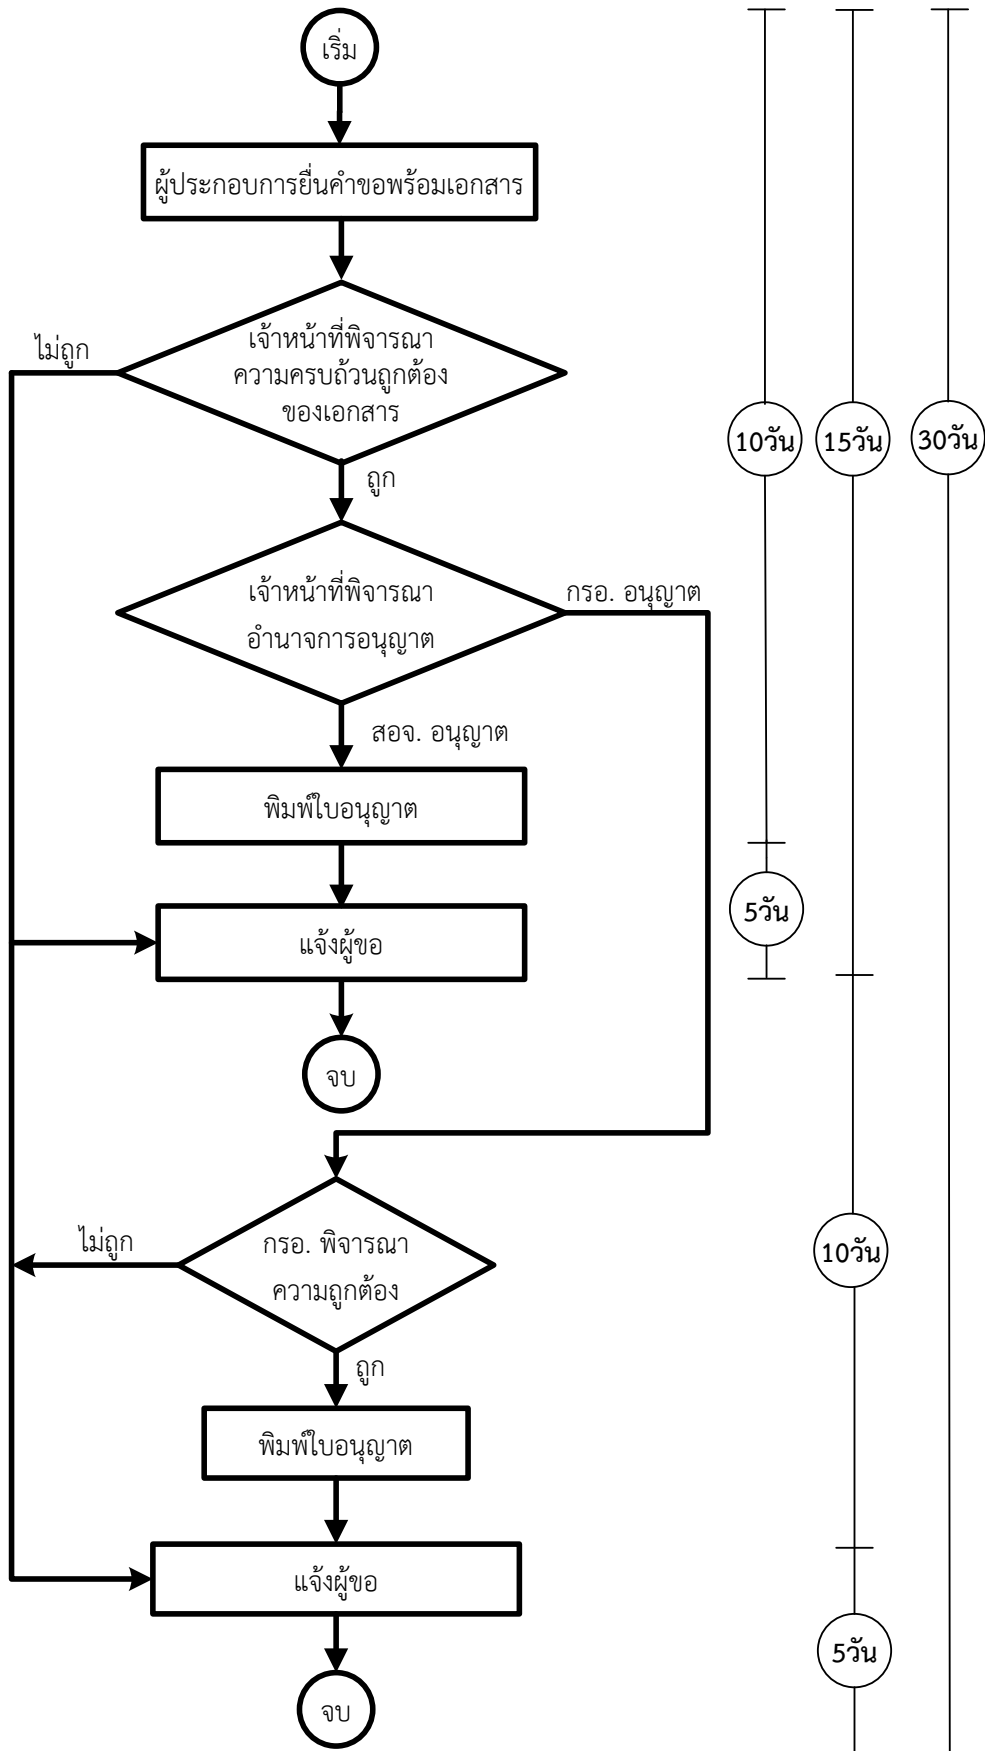 เริ่ม
ผู้ประกอบการยื่นคำขอพร้อมเอกสาร
เจ้าหน้าที่พิจารณา
ความครบถ้วนถูกต้อง
ของเอกสาร
ไม่ถูก
ถูก
10วัน
15วัน
30วัน
เจ้าหน้าที่พิจารณา
อำนาจการอนุญาต
กรอ. อนุญาต
สอจ. อนุญาต
พิมพ์ใบอนุญาต
5วัน
แจ้งผู้ขอ
จบ
กรอ. พิจารณา
ความถูกต้อง
ไม่ถูก
10วัน
ถูก
พิมพ์ใบอนุญาต
แจ้งผู้ขอ
5วัน
จบ